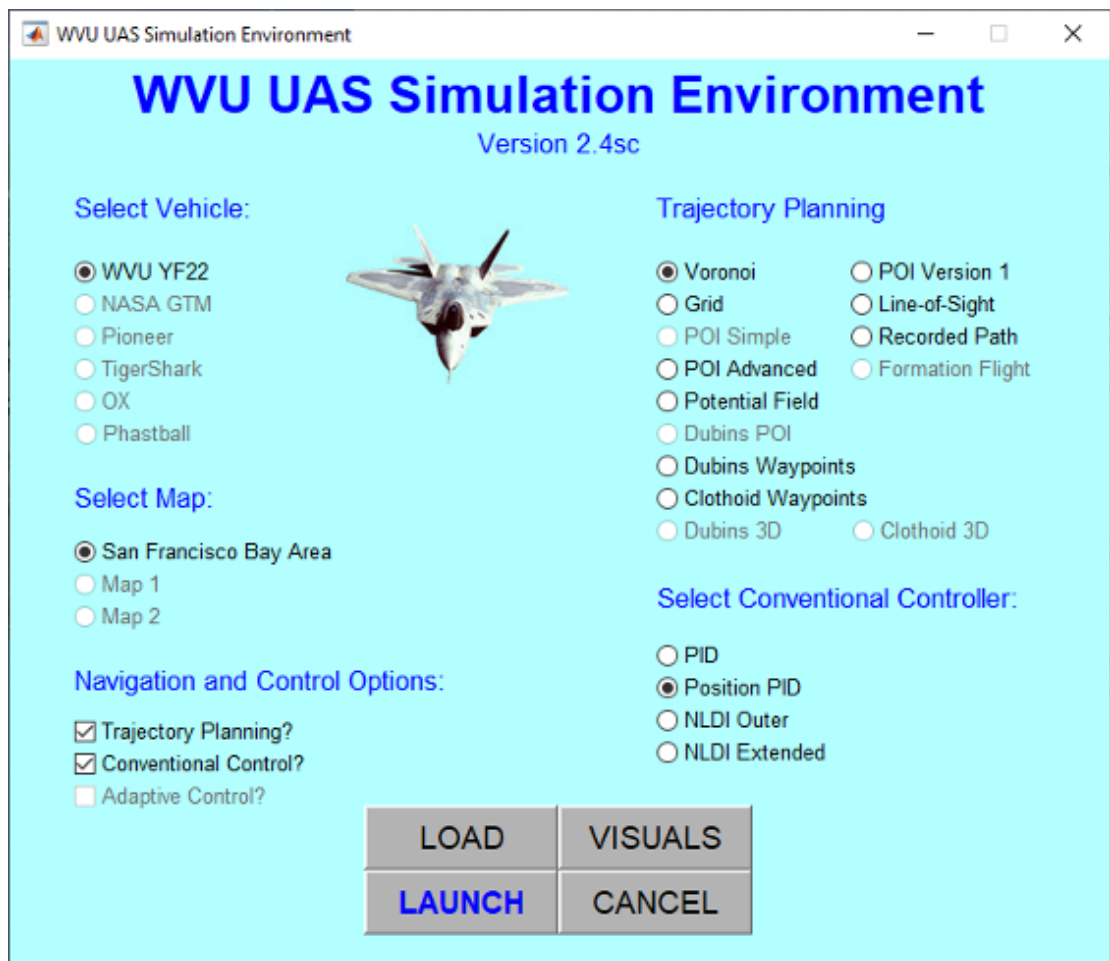 WVU UAS Simulation Environment
WVU UAS Simulation Environment
Version 2.4sc
Select Vehicle:
WVU YF22
NASA GTM
Pioneer
TigerShark
OX
Phastball
Select Map:
San Francisco Bay Area
Map 1
Map 2
Navigation and Control Options:
Trajectory Planning?
Conventional Control?
Adaptive Control?
Trajectory Planning
Voronoi
POI Version 1
Grid
Line-of-Sight
POI Simple
Recorded Path
POI Advanced
Formation Flight
Potential Field
Dubins POI
Dubins Waypoints
Clothoid Waypoints
Dubins 3D
Clothoid 3D
Select Conventional Controller:
PID
Position PID
NLDI Outer
NLDI Extended
LOAD
VISUALS
LAUNCH
CANCEL